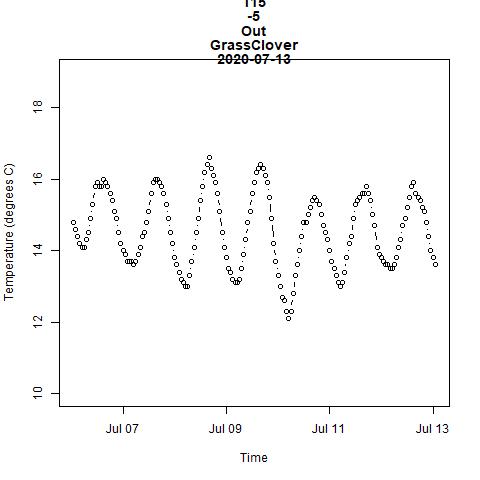 T15
-5
Out
GrassClover
2020-07-13
Temperature (degrees C)
18
16
14
12
10
Jul 07
Jul 09
Jul 11
Jul 13
Time